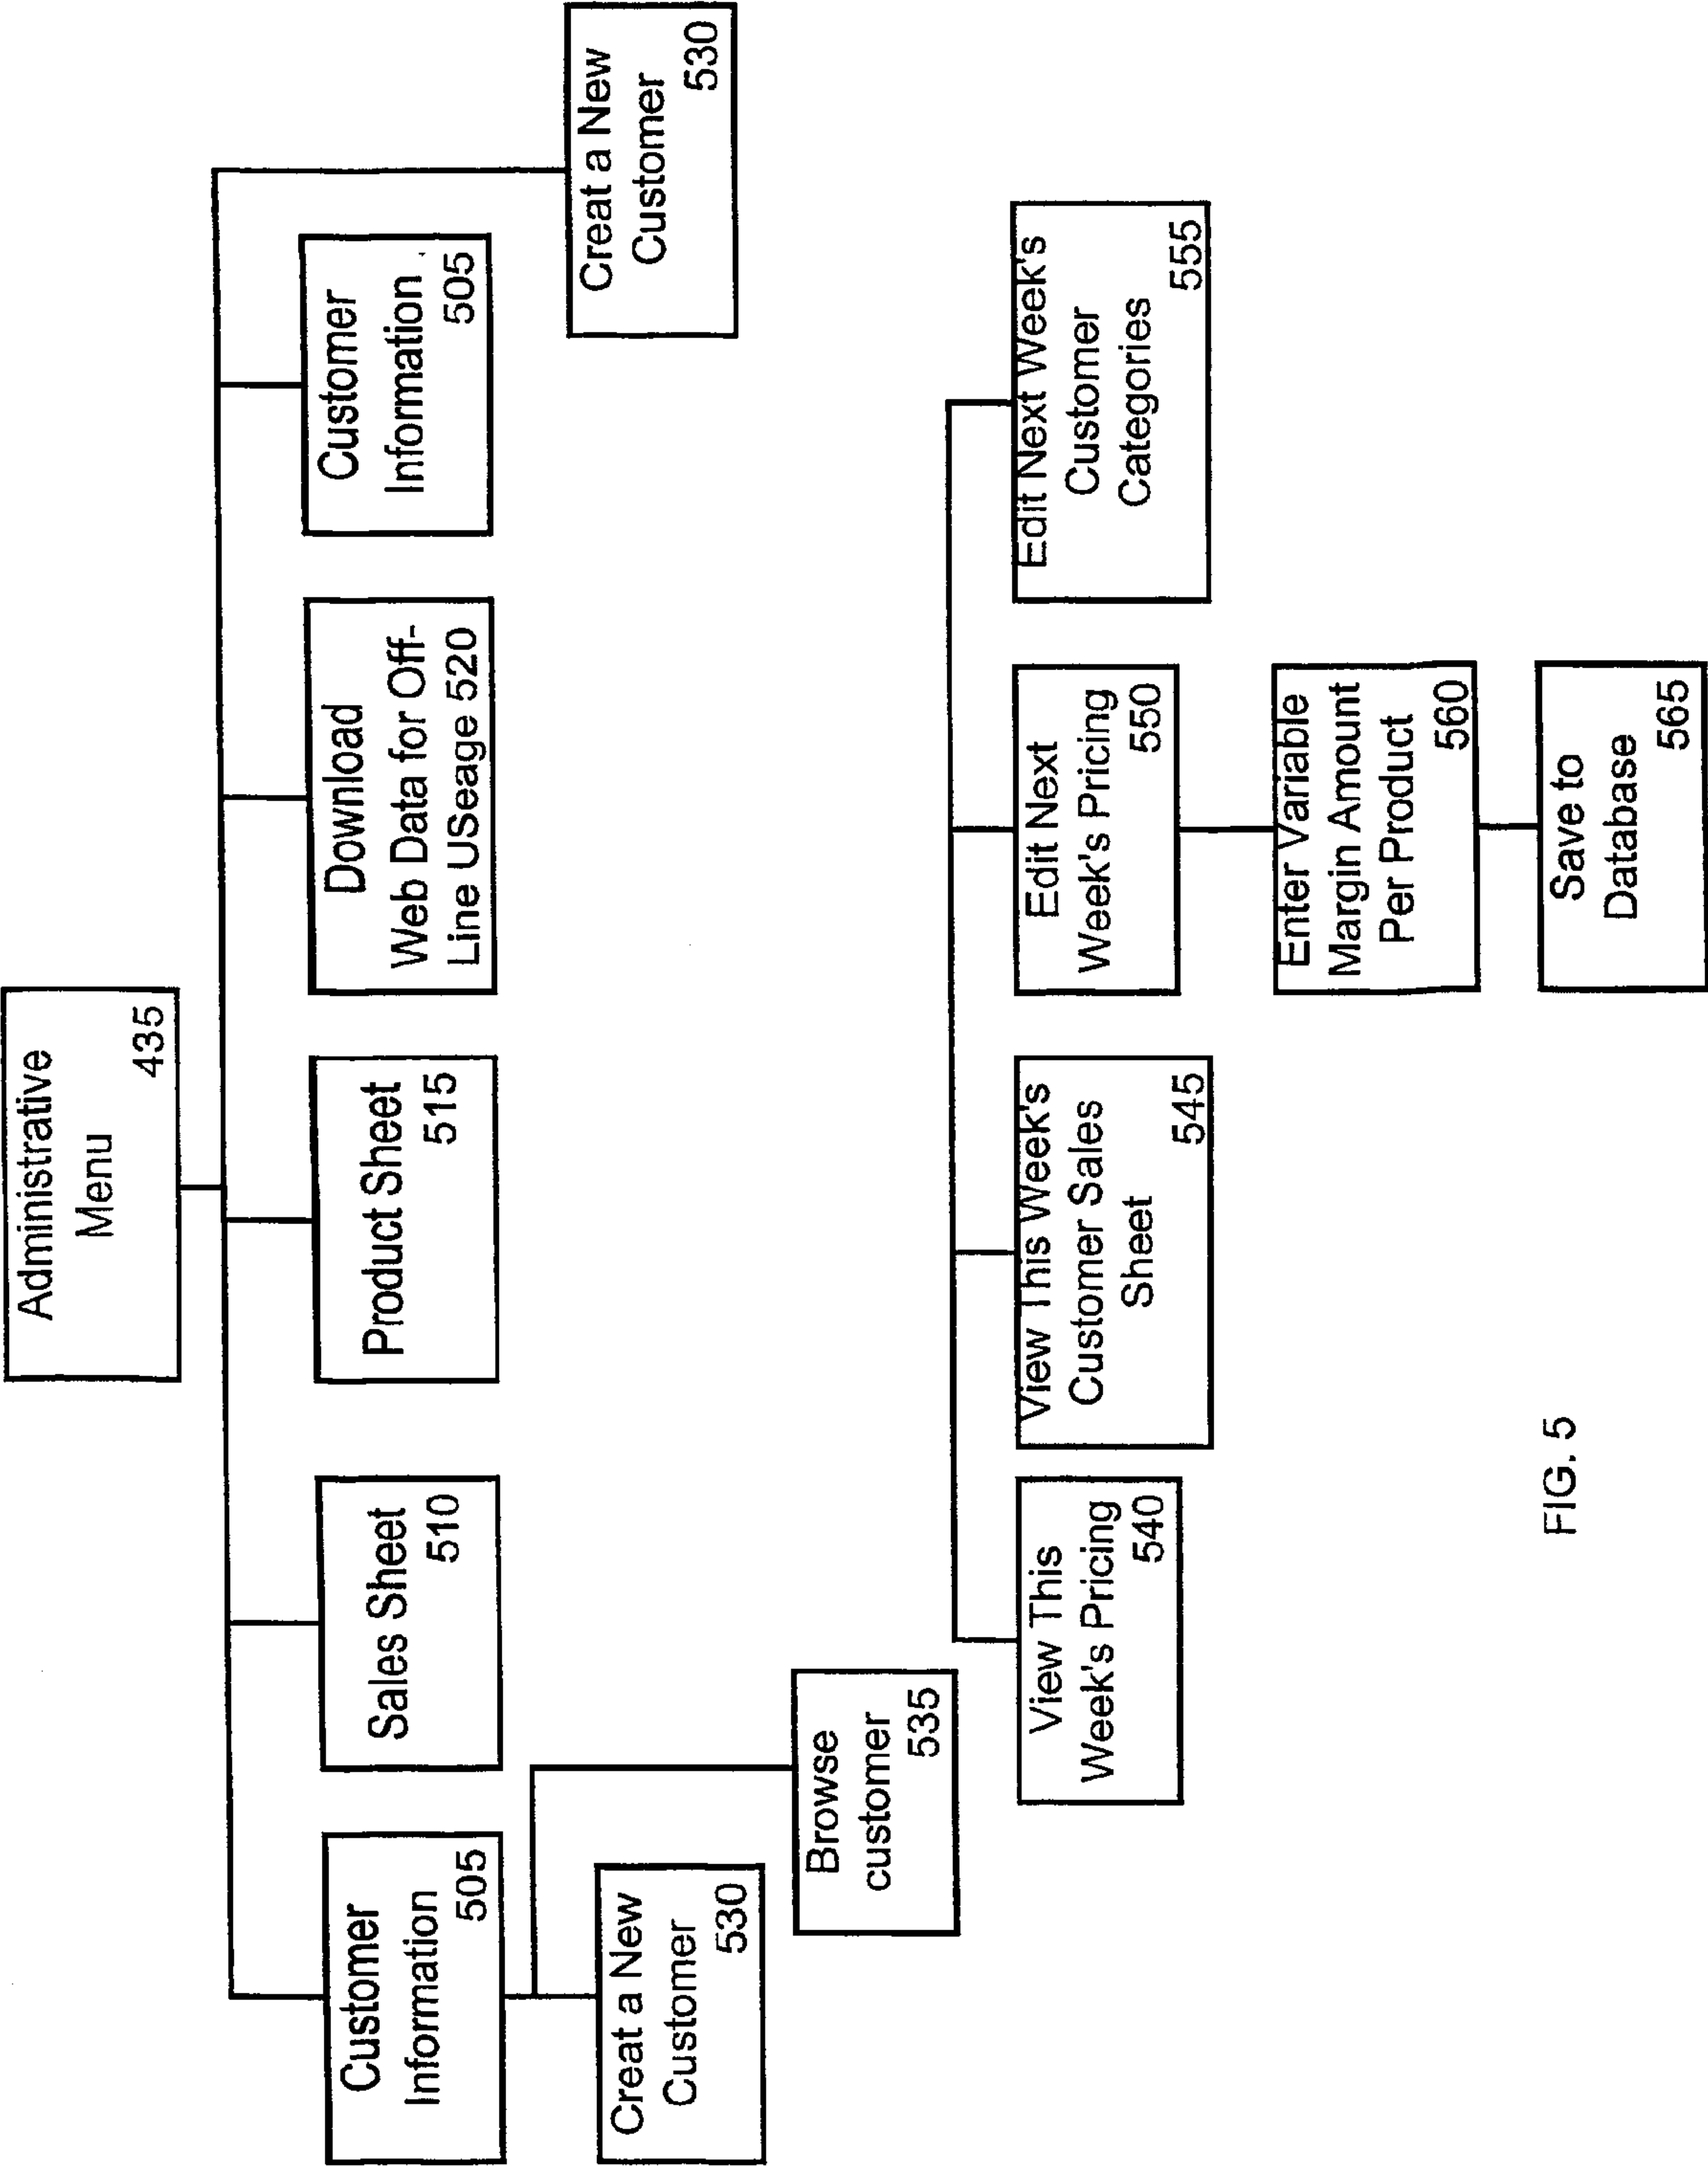 Administrative
Menu
435
Customer
Information
505
Sales Sheet
510
Product Sheet
515
Download
Web Data for Off-
Line USeage 520
Customer
Information
505
Creat a New
Customer
530
Creat a New
Customer
530
Browse
customer
535
View This
Week's Pricing
540
View This Week's
Customer Sales
Sheet
545
Edit Next
Week's Pricing
550
Edit Next Week's
Customer
Categories
555
Enter Variable
Margin Amount
Per Product
560
Save to
Database
565
FIG. 5